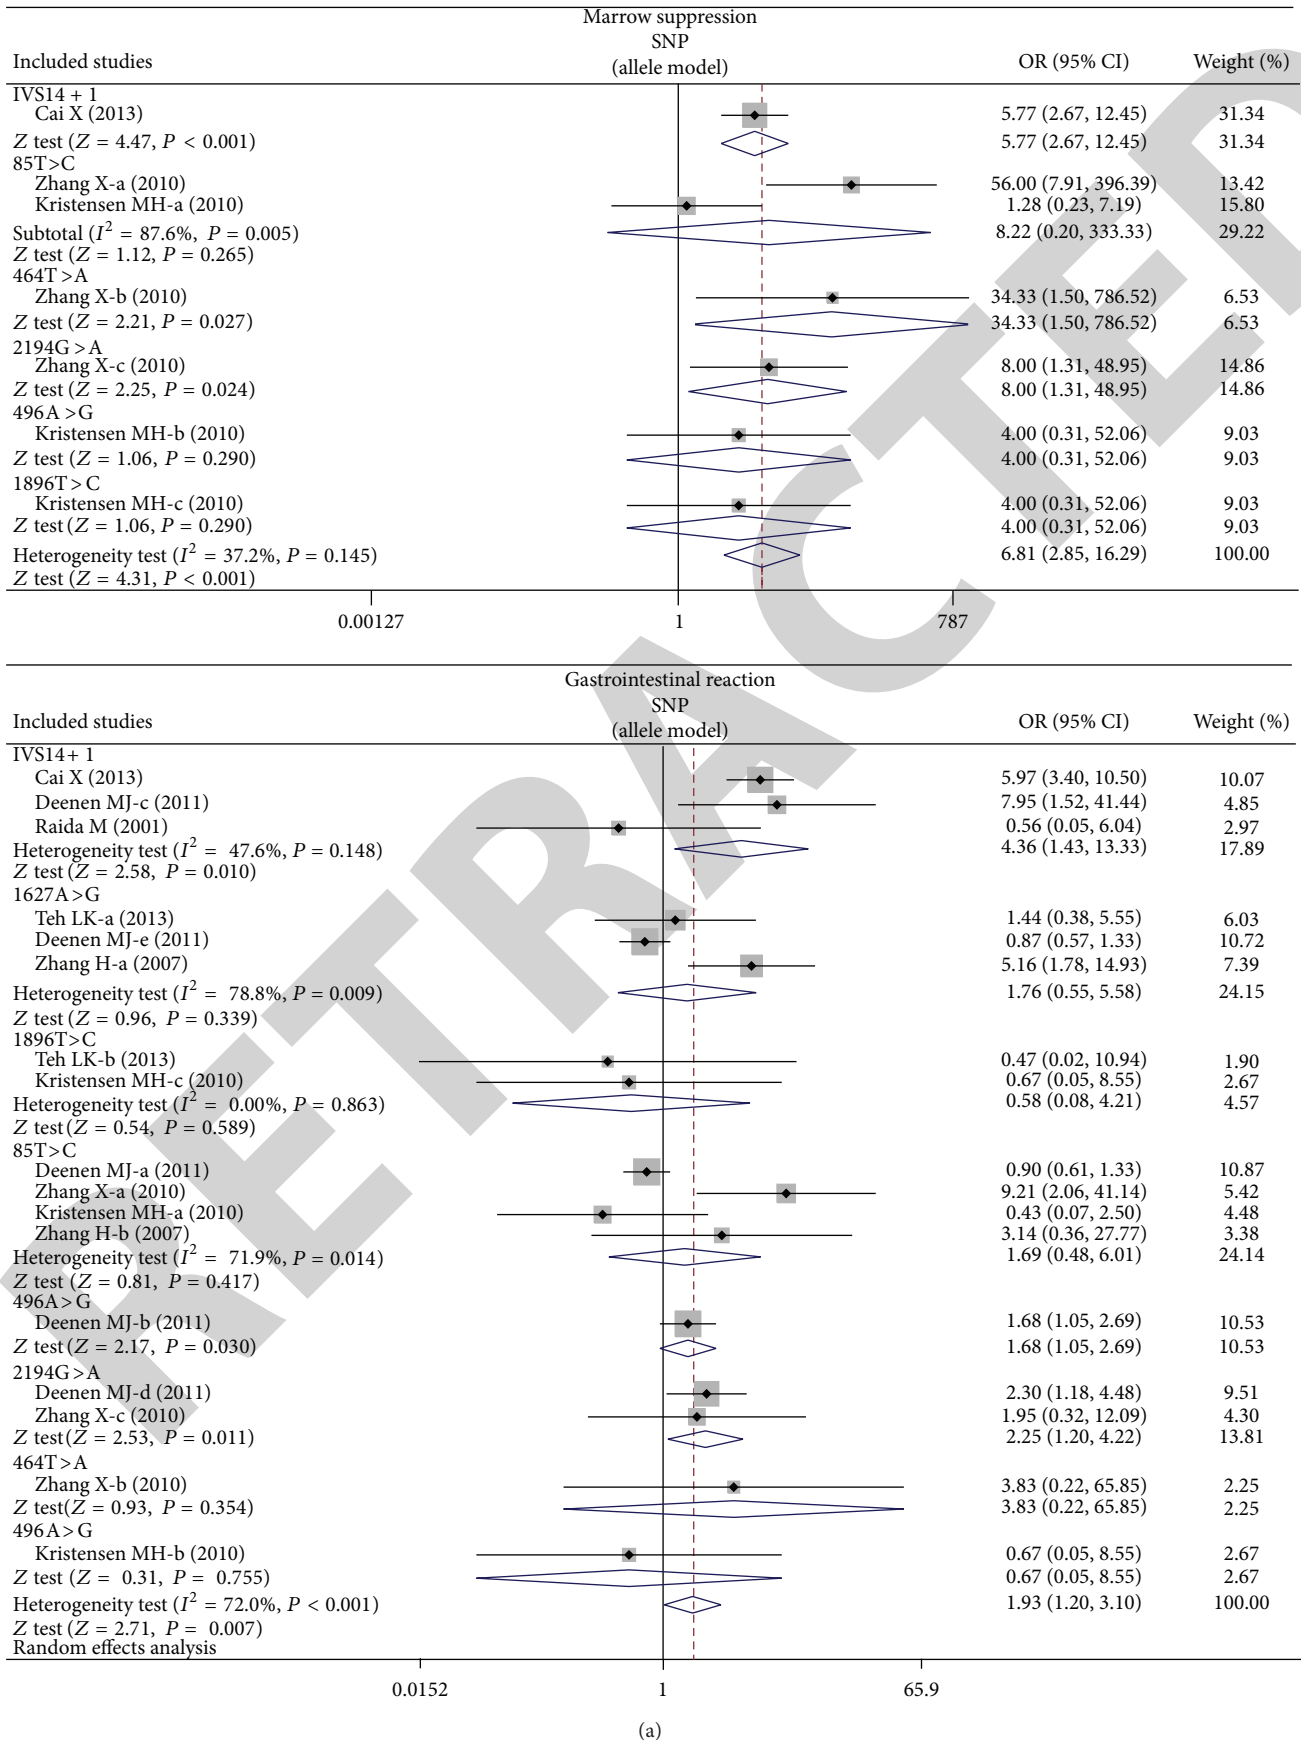 Marrow suppression
SNP
(allele model)
Included studies OR (95% CI) Weight (%)
IVS14 + 1
Cai X (2013) 5.77 (2.67, 12.45) 31.34
Z test (Z = 4.47, P < 0.001) 5.77 (2.67, 12.45) 31.34
85T>C
Zhang X-a (2010) 56.00 (7.91, 396.39) 13.42
Kristensen MH-a (2010) 1.28 (0.23, 7.19) 15.80
Subtotal (I² = 87.6%, P = 0.005) 8.22 (0.20, 333.33) 29.22
Z test (Z = 1.12, P = 0.265)
464T>A
Zhang X-b (2010) 34.33 (1.50, 786.52) 6.53
Z test (Z = 2.21, P = 0.027) 34.33 (1.50, 786.52) 6.53
2194G>A
Zhang X-c (2010) 8.00 (1.31, 48.95) 14.86
Z test (Z = 2.25, P = 0.024) 8.00 (1.31, 48.95) 14.86
496A>G
Kristensen MH-b (2010) 4.00 (0.31, 52.06) 9.03
Z test (Z = 1.06, P = 0.290) 4.00 (0.31, 52.06) 9.03
1896T>C
Kristensen MH-c (2010) 4.00 (0.31, 52.06) 9.03
Z test (Z = 1.06, P = 0.290) 4.00 (0.31, 52.06) 9.03
Heterogeneity test (I² = 37.2%, P = 0.145) 6.81 (2.85, 16.29) 100.00
Z test (Z = 4.31, P < 0.001)
0.00127 1 787
Gastrointestinal reaction
SNP
(allele model)
Included studies OR (95% CI) Weight (%)
IVS14+ 1
Cai X (2013) 5.97 (3.40, 10.50) 10.07
Deenen MJ-c (2011) 7.95 (1.52, 41.44) 4.85
Raida M (2001) 0.56 (0.05, 6.04) 2.97
Heterogeneity test (I² = 47.6%, P = 0.148) 4.36 (1.43, 13.33) 17.89
Z test (Z = 2.58, P = 0.010)
1627A>G
Teh LK-a (2013) 1.44 (0.38, 5.55) 6.03
Deenen MJ-e (2011) 0.87 (0.57, 1.33) 10.72
Zhang H-a (2007) 5.16 (1.78, 14.93) 7.39
Heterogeneity test (I² = 78.8%, P = 0.009) 1.76 (0.55, 5.58) 24.15
Z test (Z = 0.96, P = 0.339)
1896T>C
Teh LK-b (2013) 0.47 (0.02, 10.94) 1.90
Kristensen MH-c (2010) 0.67 (0.05, 8.55) 2.67
Heterogeneity test (I² = 0.00%, P = 0.863) 0.58 (0.08, 4.21) 4.57
Z test (Z = 0.54, P = 0.589)
85T>C
Deenen MJ-a (2011) 0.90 (0.61, 1.33) 10.87
Zhang X-a (2010) 9.21 (2.06, 41.14) 5.42
Kristensen MH-a (2010) 0.43 (0.07, 2.50) 4.48
Zhang H-b (2007) 3.14 (0.36, 27.77) 3.38
Heterogeneity test (I² = 71.9%, P = 0.014) 1.69 (0.48, 6.01) 24.14
Z test (Z = 0.81, P = 0.417)
496A>G
Deenen MJ-b (2011) 1.68 (1.05, 2.69) 10.53
Z test (Z = 2.17, P = 0.030) 1.68 (1.05, 2.69) 10.53
2194G>A
Deenen MJ-d (2011) 2.30 (1.18, 4.48) 9.51
Zhang X-c (2010) 1.95 (0.32, 12.09) 4.30
Z test(Z = 2.53, P = 0.011) 2.25 (1.20, 4.22) 13.81
464T>A
Zhang X-b (2010) 3.83 (0.22, 65.85) 2.25
Z test(Z = 0.93, P = 0.354) 3.83 (0.22, 65.85) 2.25
496A>G
Kristensen MH-b (2010) 0.67 (0.05, 8.55) 2.67
Z test (Z = 0.31, P = 0.755) 0.67 (0.05, 8.55) 2.67
Heterogeneity test (I² = 72.0%, P < 0.001) 1.93 (1.20, 3.10) 100.00
Z test (Z = 2.71, P = 0.007)
Random effects analysis
0.0152 1 65.9
(a)
RETRACTED